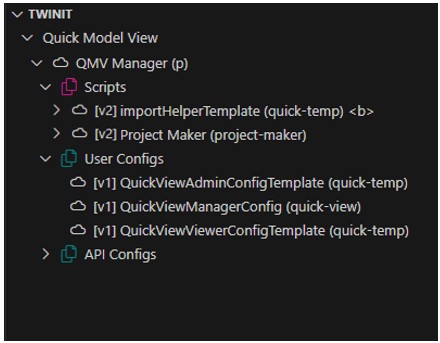 TWINIT
Quick Model View
QMV Manager (p)
Scripts
[v2] importHelperTemplate (quick-temp) <b>
[v2] Project Maker (project-maker)
User Configs
[v1] QuickViewAdminConfigTemplate (quick-temp)
[v1] QuickViewManagerConfig (quick-view)
[v1] QuickViewViewerConfigTemplate (quick-temp)
API Configs